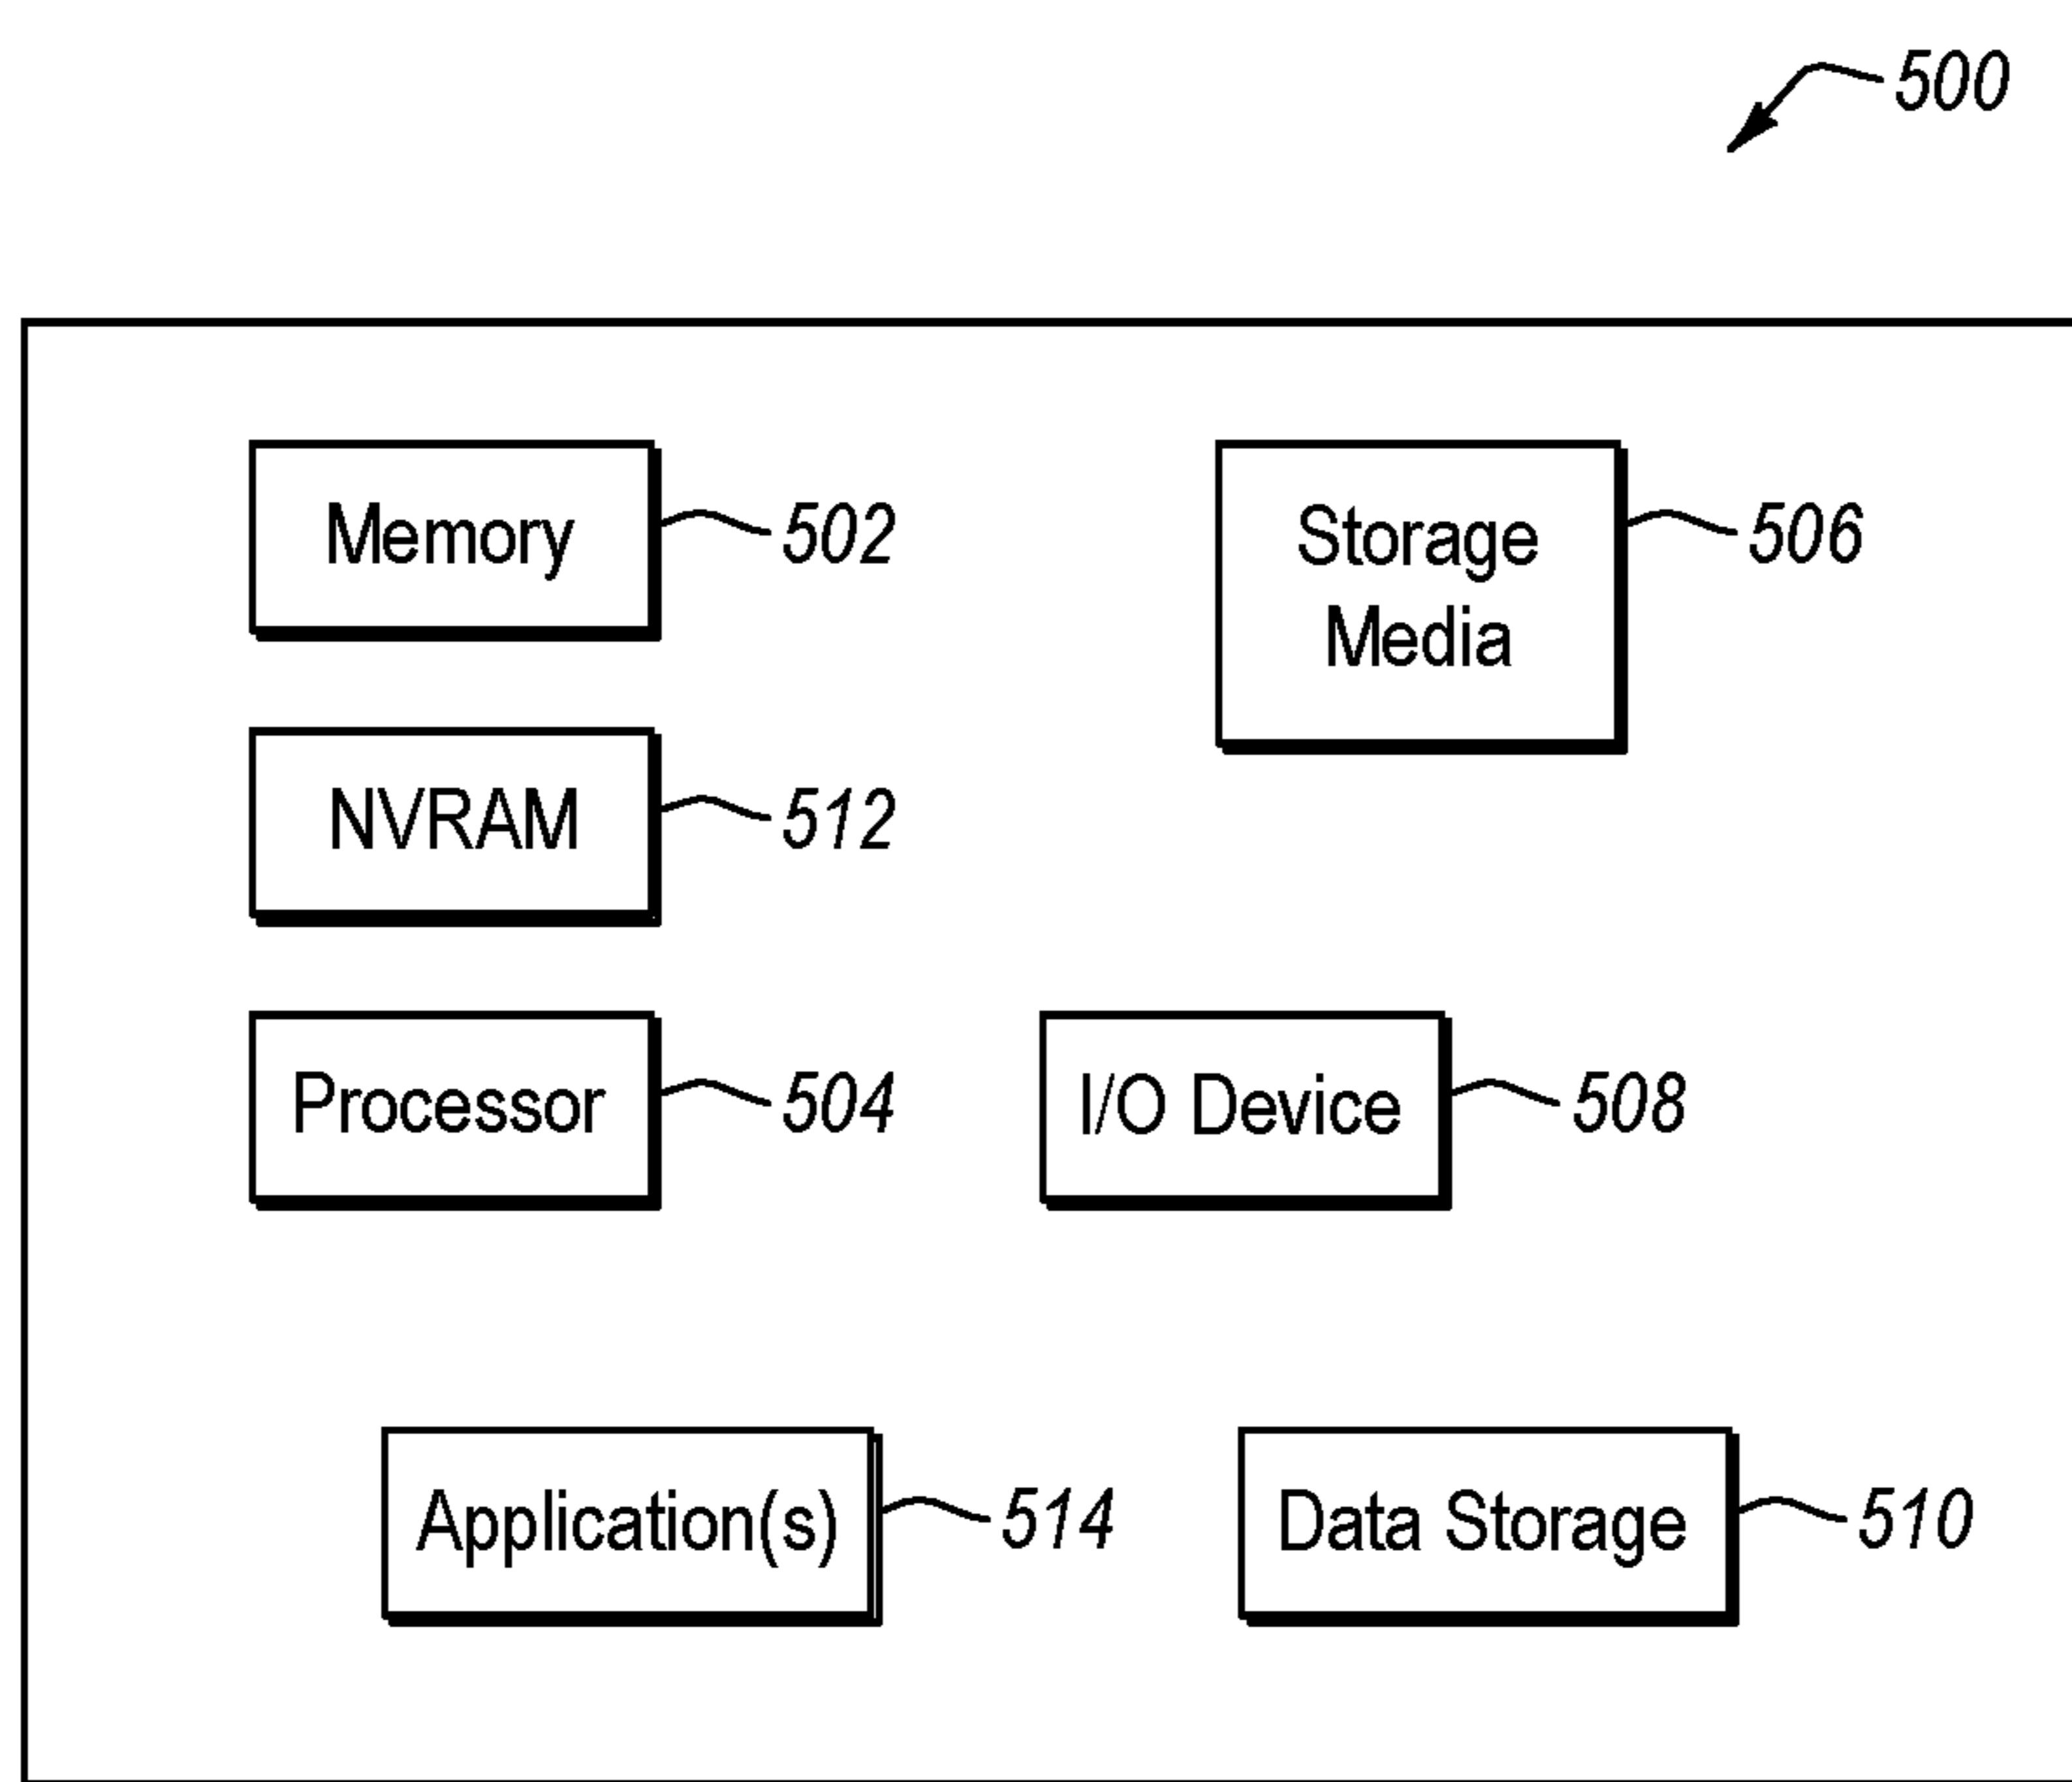 500
Memory 502
Storage
Media 506
NVRAM 512
Processor 504
I/O Device 508
Application(s) 514
Data Storage 510